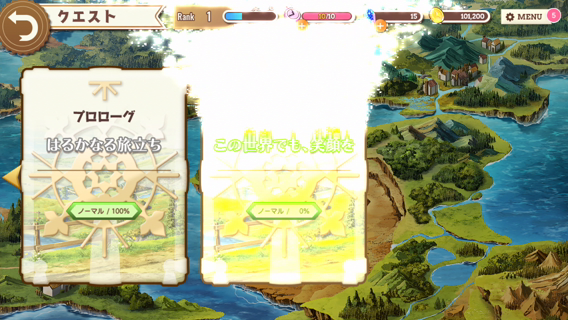 クエスト
Rank 1
10/10
15
101,200
MENU
5
プロローグ
はるかなる旅立ち
ノーマル / 100%
この世界でも、笑顔を
ノーマル / 0%